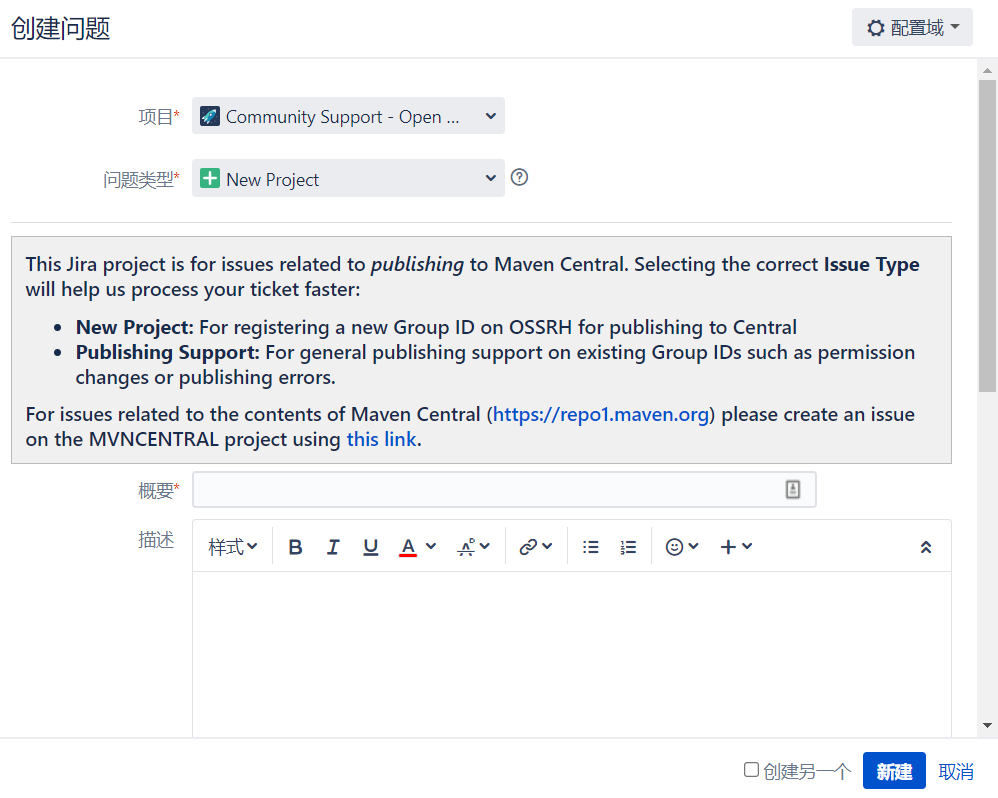 创建问题
配置域
项目*
Community Support - Open ...
问题类型*
New Project
This Jira project is for issues related to publishing to Maven Central. Selecting the correct Issue Type
will help us process your ticket faster:
• New Project: For registering a new Group ID on OSSRH for publishing to Central
• Publishing Support: For general publishing support on existing Group IDs such as permission
changes or publishing errors.
For issues related to the contents of Maven Central (https://repo1.maven.org) please create an issue
on the MVNCENTRAL project using this link.
概要*
描述
样式 B I U A
创建另一个 新建 取消